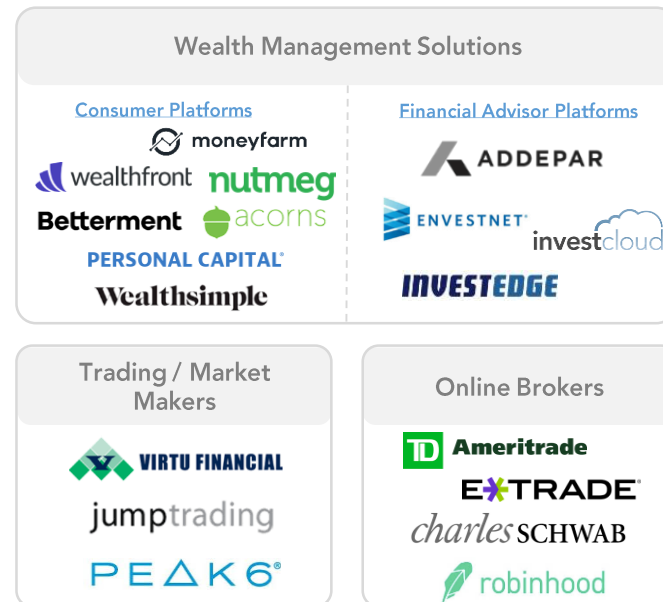 Wealth Management Solutions
Consumer Platforms
moneyfarm
wealthfront
nutmeg
Betterment
acorns
PERSONAL CAPITAL®
Wealthsimple
Financial Advisor Platforms
ADDEPAR
ENVESTNET®
investcloud
INVESTEDGE
Trading / Market
Makers
VIRTU FINANCIAL
jumptrading
PEAK6®
Online Brokers
TD Ameritrade
E*TRADE®
charles SCHWAB
robinhood